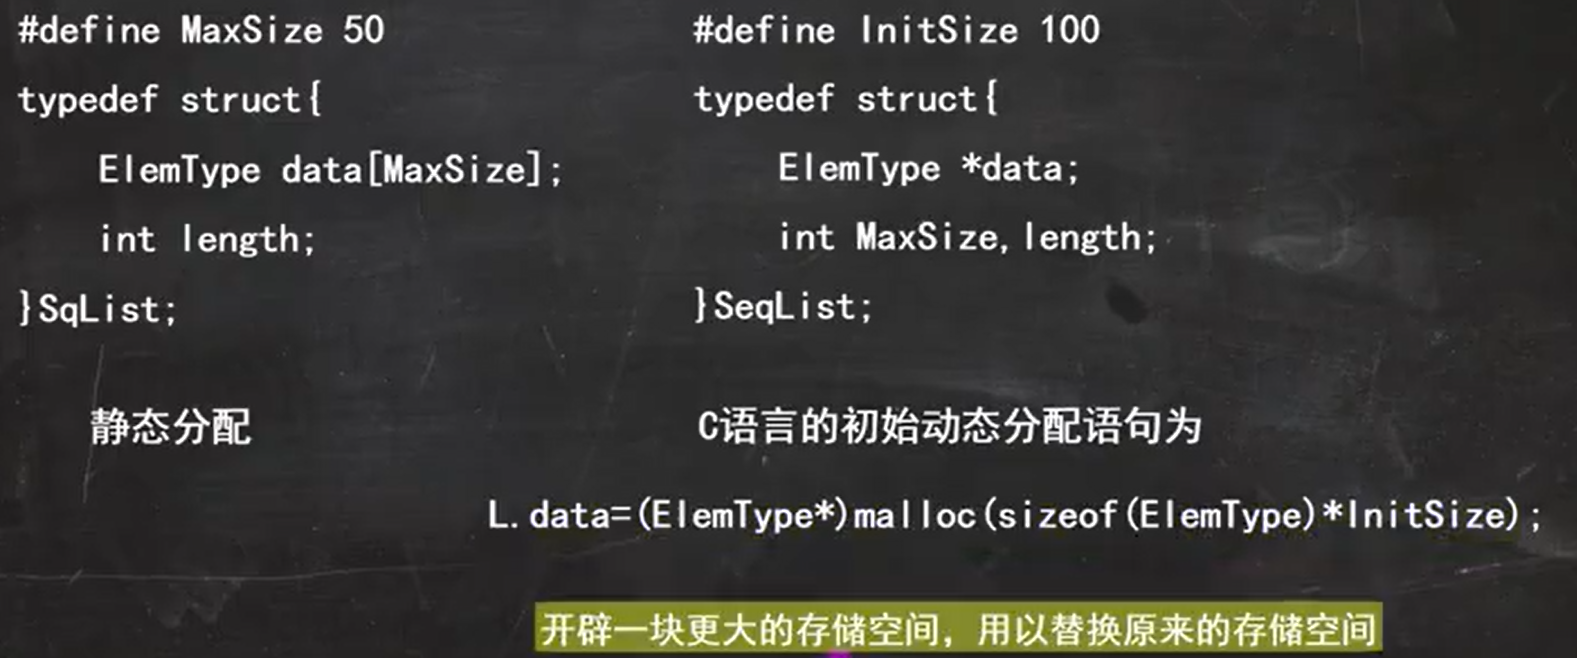 #define MaxSize 50
typedef struct{
ElemType data[MaxSize];
int length;
}SqList;
静态分配
#define InitSize 100
typedef struct{
ElemType *data;
int MaxSize,length;
}SeqList;
C语言的初始动态分配语句为
L.data=(ElemType*)malloc(sizeof(ElemType)*InitSize);
开辟一块更大的存储空间，用以替换原来的存储空间